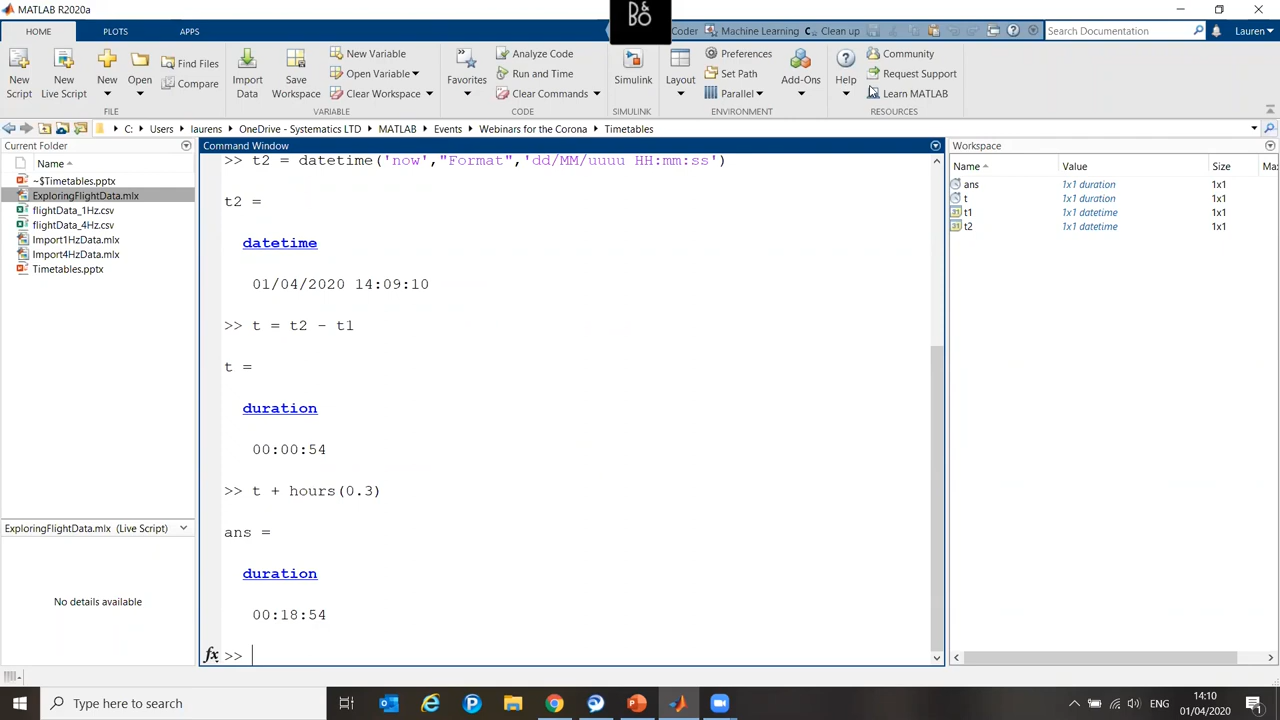 MATLAB R2020a
B&O
HOME PLOTS APPS
Coder Machine Learning Clean up Search Documentation Lauren
New Script
New Live Script
New
Open
Find Files
Compare
FILE
Import Data
Save Workspace
New Variable
Open Variable
Clear Workspace
VARIABLE
Favorites
Analyze Code
Run and Time
Clear Commands
CODE
Simulink
SIMULINK
Layout
Preferences
Set Path
Parallel
Add-Ons
ENVIRONMENT
Help
Community
Request Support
Learn MATLAB
RESOURCES
C: Users laurens OneDrive - Systematics LTD MATLAB Events Webinars for the Corona Timetables
Current Folder
Name
~$Timetables.pptx
ExploringFlightData.mlx
flightData_1Hz.csv
flightData_4Hz.csv
Import1HzData.mlx
Import4HzData.mlx
Timetables.pptx
ExploringFlightData.mlx (Live Script)
No details available
Command Window
>> t2 = datetime('now',"Format",'dd/MM/uuuu HH:mm:ss')
t2 =
datetime
01/04/2020 14:09:10
>> t = t2 - t1
t =
duration
00:00:54
>> t + hours(0.3)
ans =
duration
00:18:54
fx >>
Workspace
Name Value Size Ma
ans 1x1 duration 1x1
t 1x1 duration 1x1
t1 1x1 datetime 1x1
t2 1x1 datetime 1x1
Type here to search
ENG
14:10
01/04/2020
1